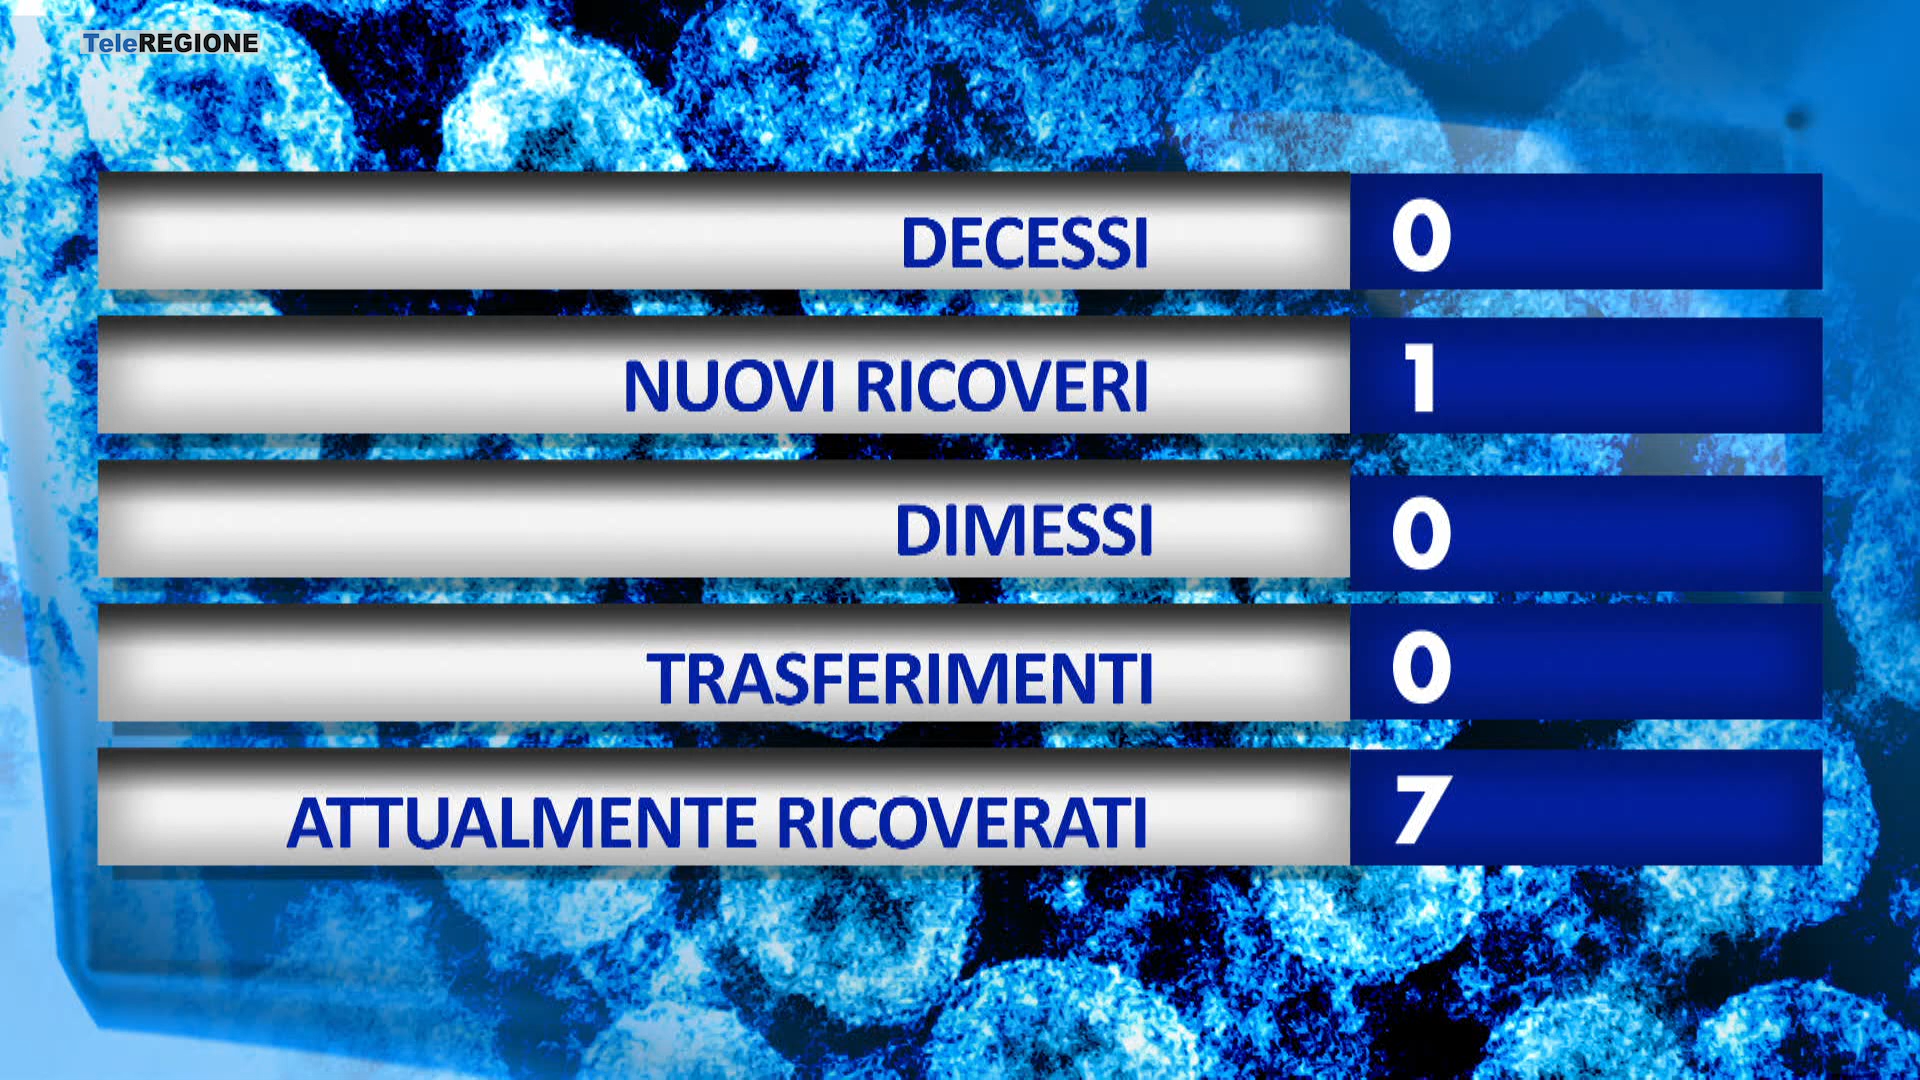 TeleREGIONE
DECESSI 0
NUOVI RICOVERI 1
DIMESSI 0
TRASFERIMENTI 0
ATTUALMENTE RICOVERATI 7